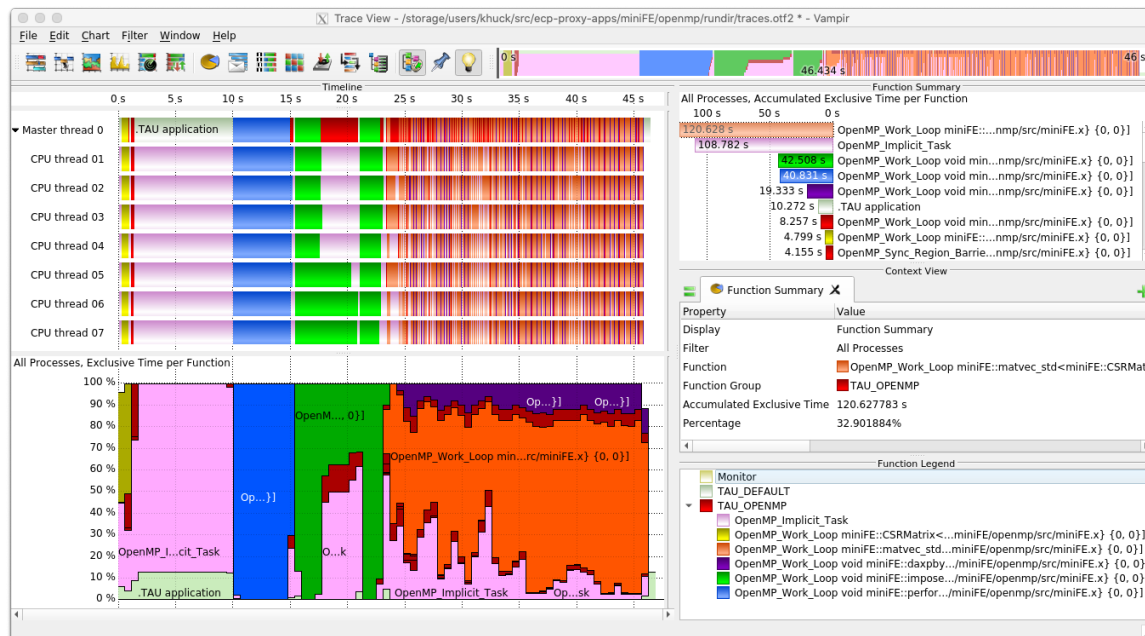 Trace View - /storage/users/khuck/src/ecp-proxy-apps/miniFE/openmp/rundir/traces.otf2 * - Vampir
File Edit Chart Filter Window Help
0 s 46.434 s 46 s
Timeline
0 s 5 s 10 s 15 s 20 s 25 s 30 s 35 s 40 s 45 s
Master thread 0 .TAU application
CPU thread 01
CPU thread 02
CPU thread 03
CPU thread 04
CPU thread 05
CPU thread 06
CPU thread 07
All Processes, Exclusive Time per Function
100 %
90 % Op...}] Op...}]
80 % OpenM..., 0}]
70 %
60 % OpenMP_Work_Loop min...rc/miniFE.x} {0, 0}]
50 % Op...}]
40 %
30 %
20 % OpenMP_I...cit_Task O...k
10 %
0 % .TAU application OpenMP_Implicit_Task Op...sk
Function Summary
All Processes, Accumulated Exclusive Time per Function
100 s 50 s 0 s
120.628 s OpenMP_Work_Loop miniFE::...nmp/src/miniFE.x} {0, 0}]
108.782 s OpenMP_Implicit_Task
42.508 s OpenMP_Work_Loop void min...nmp/src/miniFE.x} {0, 0}]
40.831 s OpenMP_Work_Loop void min...nmp/src/miniFE.x} {0, 0}]
19.333 s OpenMP_Work_Loop void min...nmp/src/miniFE.x} {0, 0}]
10.272 s .TAU application
8.257 s OpenMP_Work_Loop void min...nmp/src/miniFE.x} {0, 0}]
4.799 s OpenMP_Work_Loop miniFE::...nmp/src/miniFE.x} {0, 0}]
4.155 s OpenMP_Sync_Region_Barrie...nmp/src/miniFE.x} {0, 0}]
Context View
Function Summary
Property Value
Display Function Summary
Filter All Processes
Function OpenMP_Work_Loop miniFE::matvec_std<miniFE::CSRMat
Function Group TAU_OPENMP
Accumulated Exclusive Time 120.627783 s
Percentage 32.901884%
Function Legend
Monitor
TAU_DEFAULT
TAU_OPENMP
OpenMP_Implicit_Task
OpenMP_Work_Loop miniFE::CSRMatrix<...miniFE/openmp/src/miniFE.x} {0, 0}]
OpenMP_Work_Loop miniFE::matvec_std...miniFE/openmp/src/miniFE.x} {0, 0}]
OpenMP_Work_Loop void miniFE::daxpby.../miniFE/openmp/src/miniFE.x} {0, 0}]
OpenMP_Work_Loop void miniFE::impose.../miniFE/openmp/src/miniFE.x} {0, 0}]
OpenMP_Work_Loop void miniFE::perfor.../miniFE/openmp/src/miniFE.x} {0, 0}]